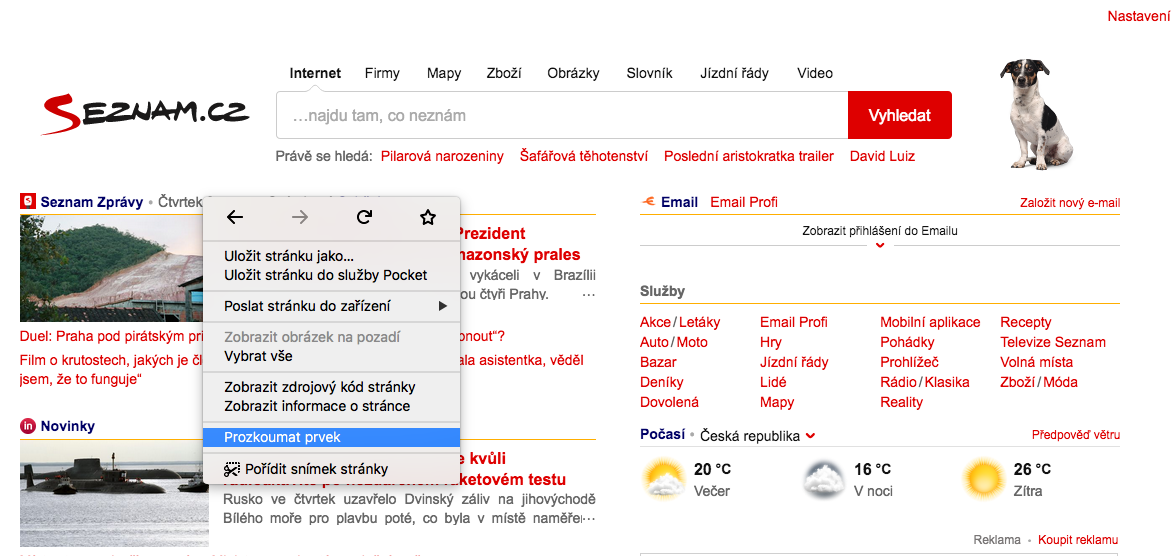 Nastavení
Internet Firmy Mapy Zboží Obrázky Slovník Jízdní řády Video
SEZNAM.CZ
...najdu tam, co neznám
Vyhledat
Právě se hledá: Pilarová narozeniny Šafářová těhotenství Poslední aristokratka trailer David Luiz
Seznam Zprávy • Čtvrtek
Prezident
mazonský prales
vykáceli v Brazílii
ou čtyři Prahy. ...
Duel: Praha pod pirátským
Film o krutostech, jakých je
ala asistentka, věděl
jsem, že to funguje"
Uložit stránku jako...
Uložit stránku do služby Pocket
Poslat stránku do zařízení
Zobrazit obrázek na pozadí
Vybrat vše
Zobrazit zdrojový kód stránky
Zobrazit informace o stránce
Prozkoumat prvek
Pořídit snímek stránky
in Novinky
kvůli
raketovém testu
Rusko ve čtvrtek uzavřelo Dvinský záliv na jihovýchodě
Bílého moře pro plavbu poté, co byla v místě naměře...
Email Email Profi Založit nový e-mail
Zobrazit přihlášení do Emailu
Služby
Akce/Letáky Email Profi Mobilní aplikace Recepty
Auto/Moto Hry Pohádky Televize Seznam
Bazar Jízdní řády Prohlížeč Volná místa
Deníky Lidé Rádio/Klasika Zboží/Móda
Dovolená Mapy Reality
Počasí • Česká republika Předpověď větru
20 °C 16 °C 26 °C
Večer V noci Zítra
Reklama • Koupit reklamu